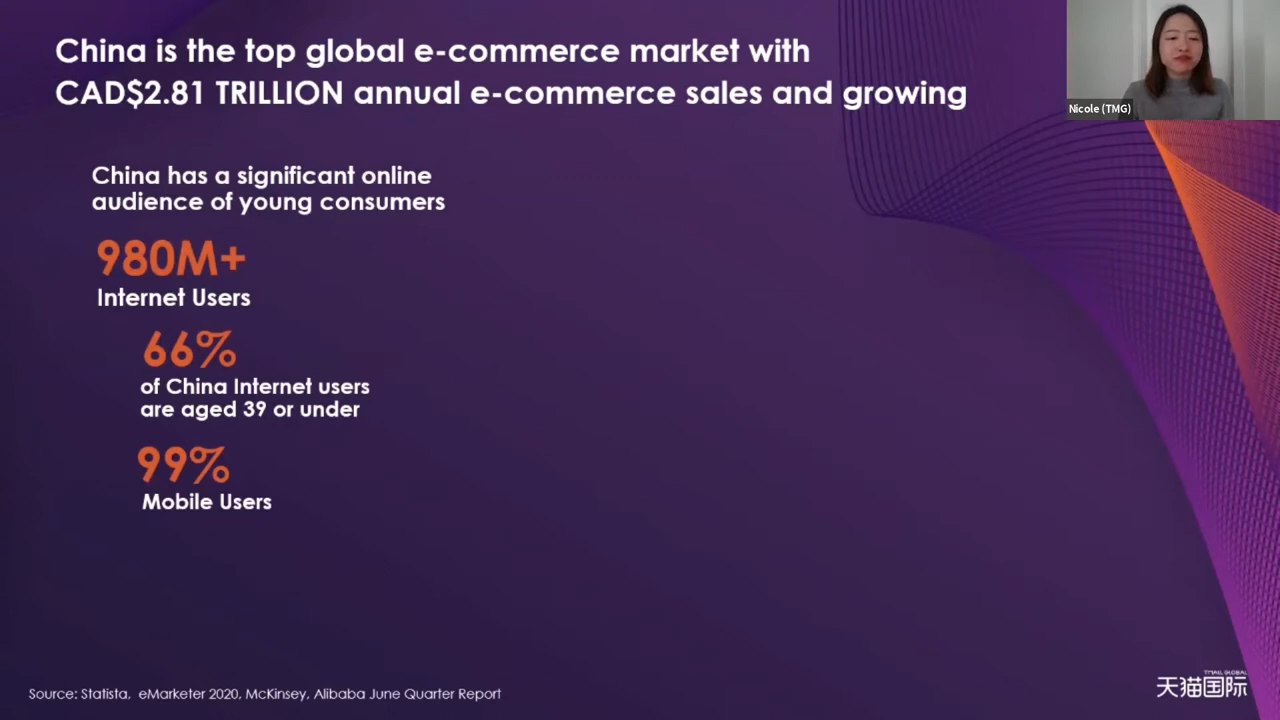 China is the top global e-commerce market with
CAD$2.81 TRILLION annual e-commerce sales and growing
Nicole (TMG)
China has a significant online
audience of young consumers
980M+
Internet Users
66%
of China Internet users
are aged 39 or under
99%
Mobile Users
Source: Statista, eMarketer 2020, McKinsey, Alibaba June Quarter Report
TMALL GLOBAL
天猫国际